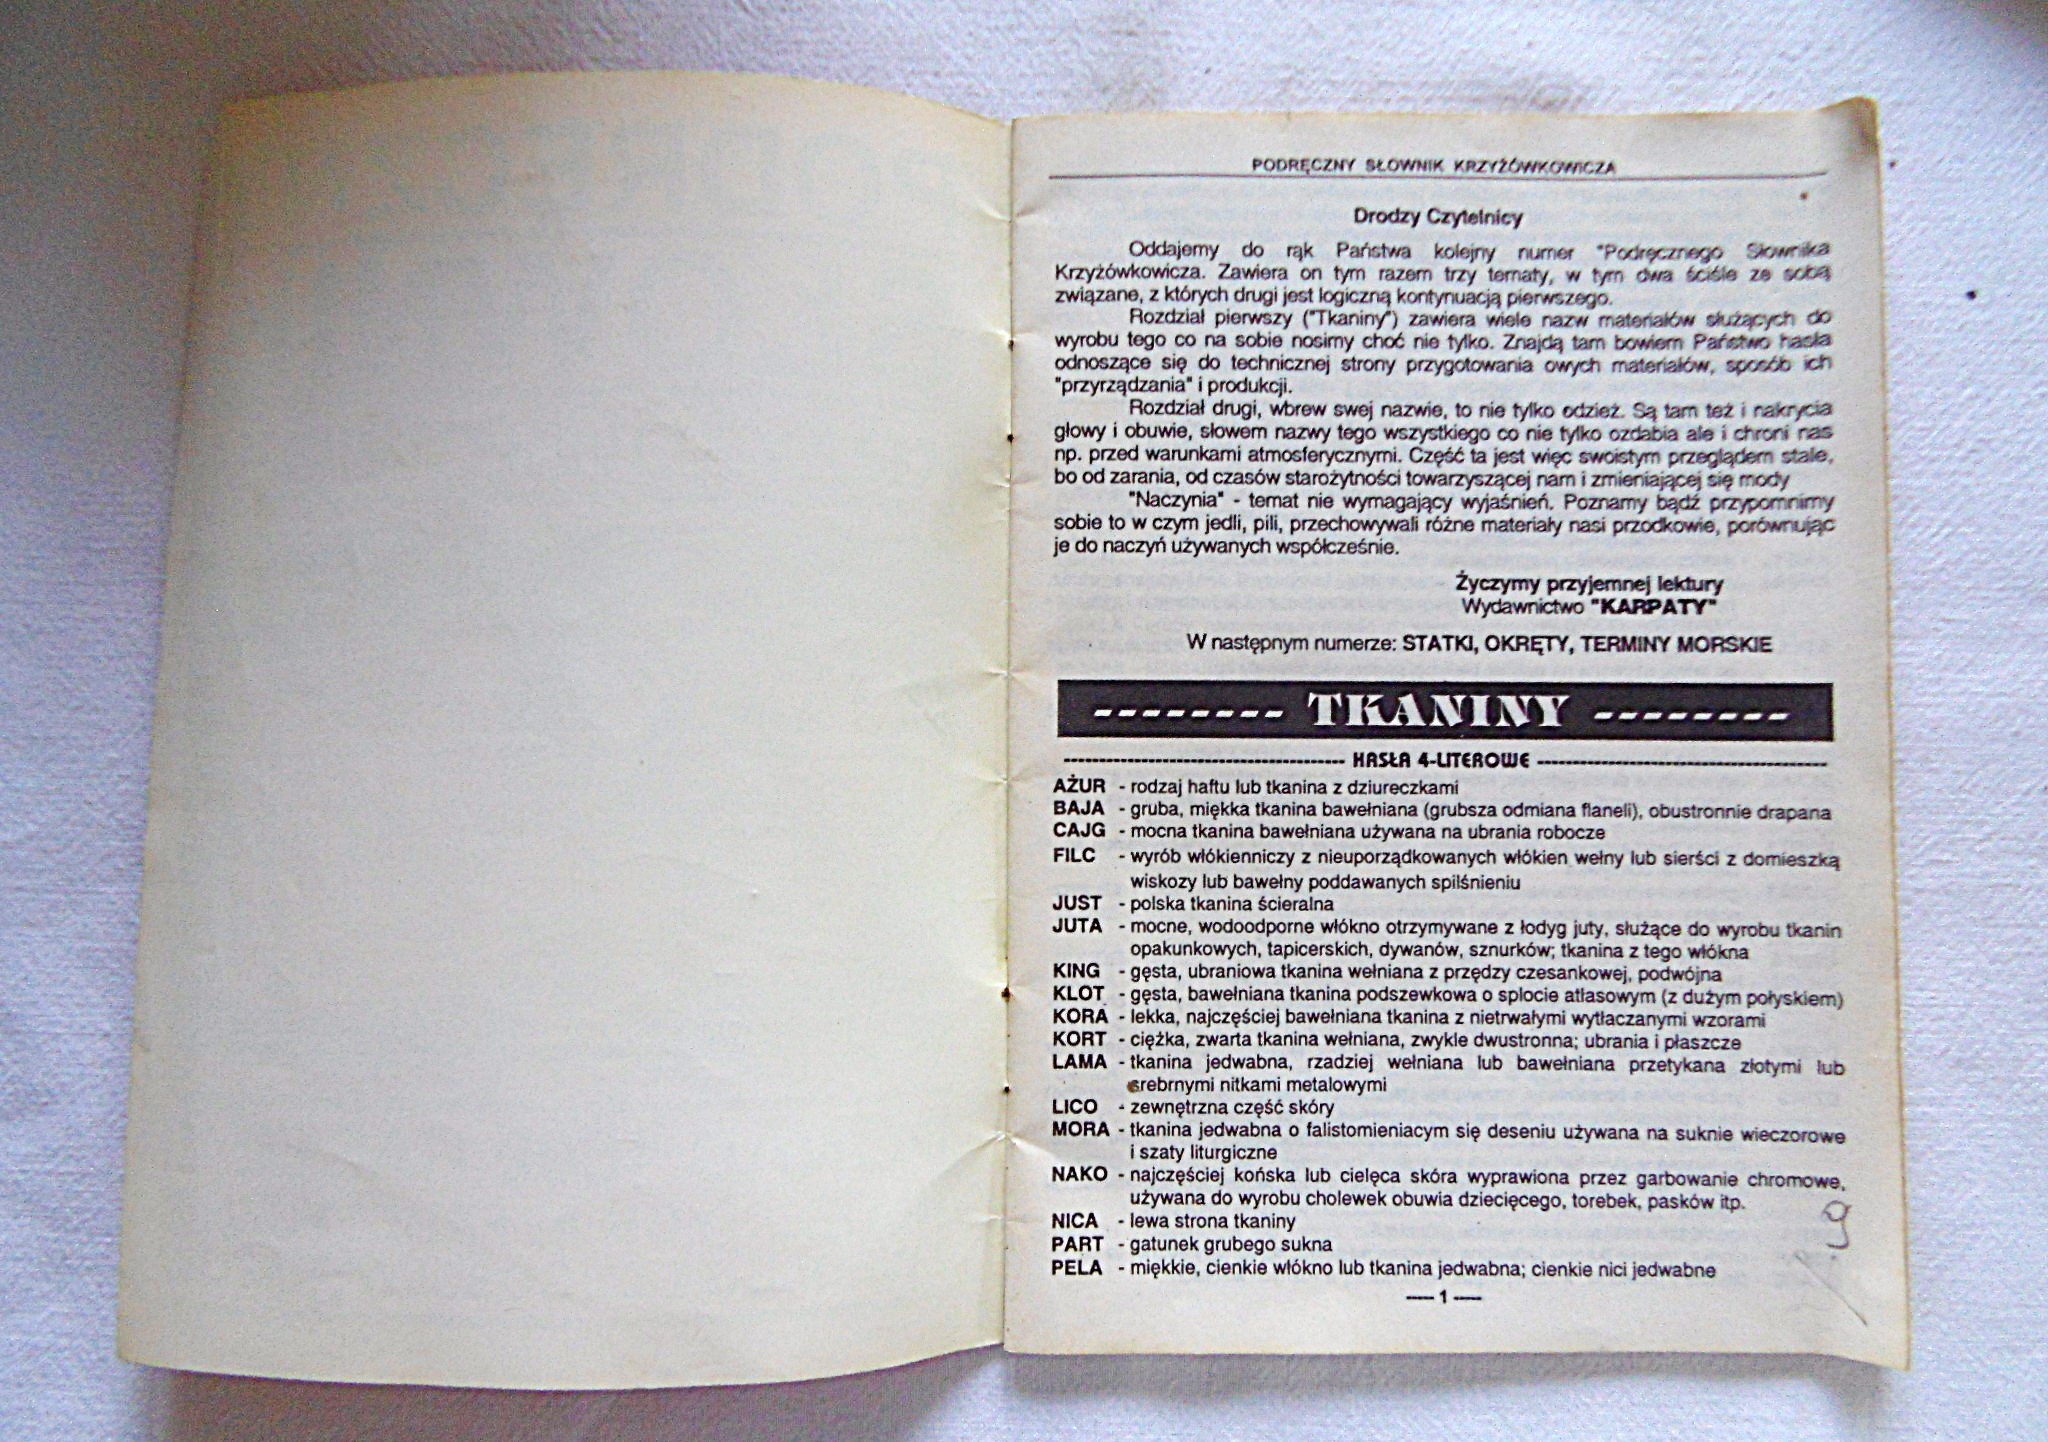 PODRĘCZNY SŁOWNIK KRZYŻÓWKOWICZA
Drodzy Czytelnicy
Oddajemy do rąk Państwa kolejny numer "Podręcznego Słownika
Krzyżówkowicza. Zawiera on tym razem trzy tematy, w tym dwa ściśle ze sobą
związane, z których drugi jest logiczną kontynuacją pierwszego.
Rozdział pierwszy ("Tkaniny") zawiera wiele nazw materiałów służących do
wyrobu tego co na sobie nosimy choć nie tylko. Znajdą tam bowiem Państwo hasła
odnoszące się do technicznej strony przygotowania owych materiałów, sposób ich
"przyrządzania" i produkcji.
Rozdział drugi, wbrew swej nazwie, to nie tylko odzież. Są tam też i nakrycia
głowy i obuwie, słowem nazwy tego wszystkiego co nie tylko ozdabia ale i chroni nas
np. przed warunkami atmosferycznymi. Część ta jest więc swoistym przeglądem stale,
bo od zarania, od czasów starożytności towarzyszącej nam i zmieniającej się mody
"Naczynia" - temat nie wymagający wyjaśnień. Poznamy bądź przypomnimy
sobie to w czym jedli, pili, przechowywali różne materiały nasi przodkowie, porównując
je do naczyń używanych współcześnie.
Życzymy przyjemnej lektury
Wydawnictwo "KARPATY"
W następnym numerze: STATKI, OKRĘTY, TERMINY MORSKIE
TKANINY
HASŁA 4-LITEROWE
AŻUR - rodzaj haftu lub tkanina z dziureczkami
BAJA - gruba, miękka tkanina bawełniana (grubsza odmiana flaneli), obustronnie drapana
CAJG - mocna tkanina bawełniana używana na ubrania robocze
FILC - wyrób włókienniczy z nieuporządkowanych włókien wełny lub sierści z domieszką
wiskozy lub bawełny poddawanych spilśnieniu
JUST - polska tkanina ścieralna
JUTA - mocne, wodoodporne włókno otrzymywane z łodyg juty, służące do wyrobu tkanin
opakunkowych, tapicerskich, dywanów, sznurków; tkanina z tego włókna
KING - gęsta, ubraniowa tkanina wełniana z przędzy czesankowej, podwójna
KLOT - gęsta, bawełniana tkanina podszewkowa o splocie atłasowym (z dużym połyskiem)
KORA - lekka, najczęściej bawełniana tkanina z nietrwałymi wytłaczanymi wzorami
KORT - ciężka, zwarta tkanina wełniana, zwykle dwustronna; ubrania i płaszcze
LAMA - tkanina jedwabna, rzadziej wełniana lub bawełniana przetykana złotymi lub
srebrnymi nitkami metalowymi
LICO - zewnętrzna część skóry
MORA - tkanina jedwabna o falistomieniacym się deseniu używana na suknie wieczorowe
i szaty liturgiczne
NAKO - najczęściej końska lub cielęca skóra wyprawiona przez garbowanie chromowe,
używana do wyrobu cholewek obuwia dziecięcego, torebek, pasków itp.
NICA - lewa strona tkaniny
PART - gatunek grubego sukna
PELA - miękkie, cienkie włókno lub tkanina jedwabna; cienkie nici jedwabne
— 1 —